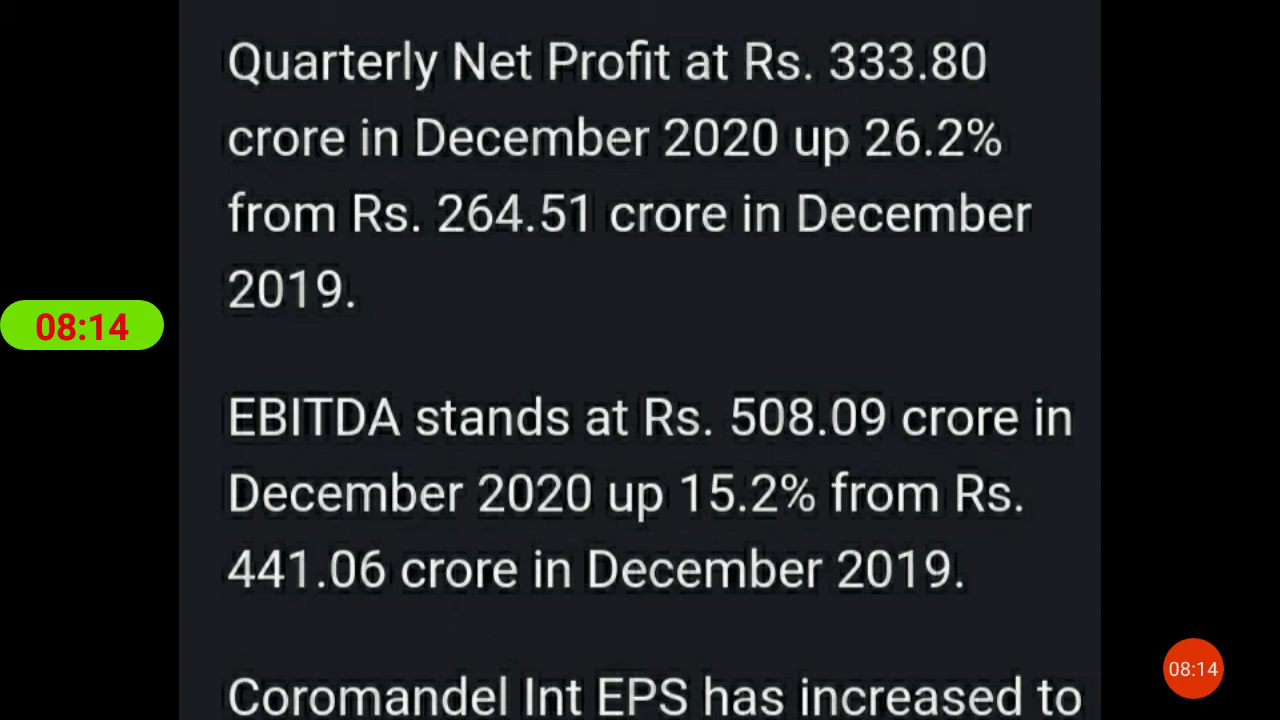 Quarterly Net Profit at Rs. 333.80
crore in December 2020 up 26.2%
from Rs. 264.51 crore in December
2019.
08:14
EBITDA stands at Rs. 508.09 crore in
December 2020 up 15.2% from Rs.
441.06 crore in December 2019.
08:14
Coromandel Int EPS has increased to